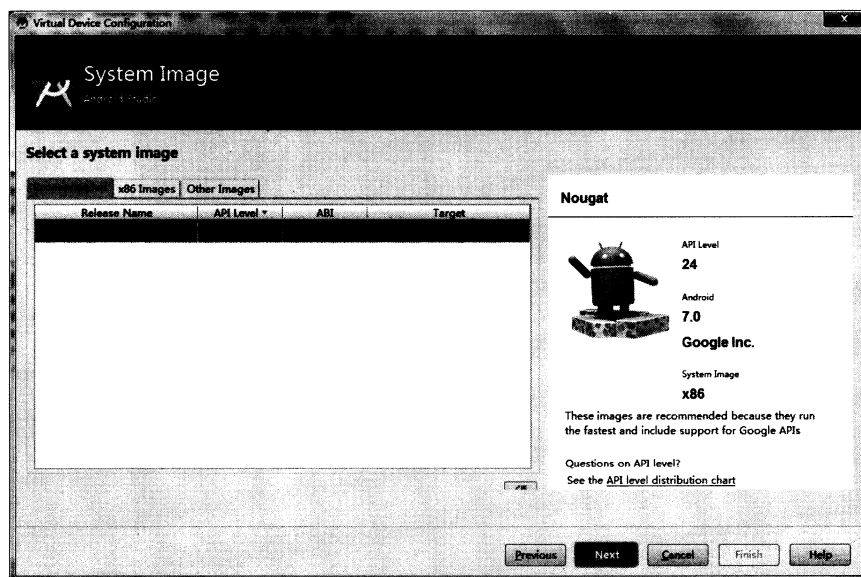 Virtual Device Configuration
X
System Image
Android Studio
Select a system image
x86 Images
Other Images
Release Name
API Level
ABI
Target
Nougat
API Level
24
Android
7.0
Google Inc.
System Image
x86
These images are recommended because they run
the fastest and include support for Google APIs
Questions on API level?
See the API level distribution chart
Previous
Next
Cancel
Finish
Help